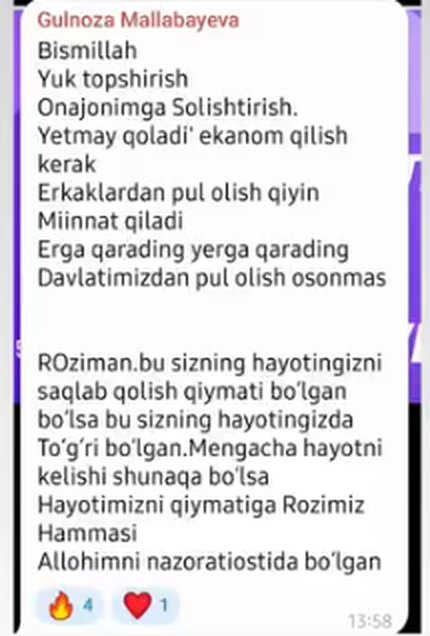 Gulnoza Mallabayeva
Bismillah
Yuk topshirish
Onajonimga Solishtirish.
Yetmay qoladi' ekanom qilish
kerak
Erkaklardan pul olish qiyin
Miinnat qiladi
Erga qarading yerga qarading
Davlatimizdan pul olish osonmas
ROziman.bu sizning hayotingizni
saqlab qolish qiymati bo'lgan
bo'lsa bu sizning hayotingizda
To'g'ri bo'lgan.Mengacha hayotni
kelishi shunaqa bo'lsa
Hayotimizni qiymatiga Rozimiz
Hammasi
Allohimni nazoratiostida bo'lgan
🔥 4 ❤️ 1
13:58